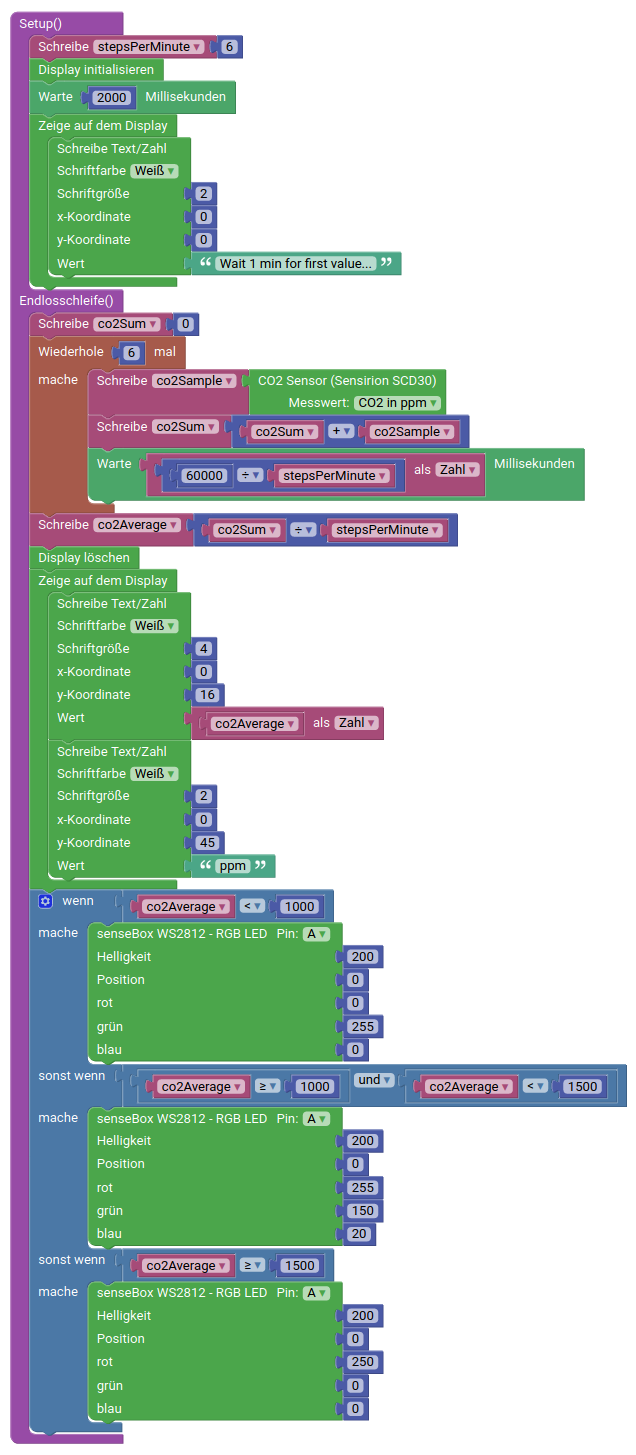 Setup()
Schreibe stepsPerMinute 6
Display initialisieren
Warte 2000 Millisekunden
Zeige auf dem Display
Schreibe Text/Zahl
Schriftfarbe Weiß
Schriftgröße 2
x-Koordinate 0
y-Koordinate 0
Wert “ Wait 1 min for first value... ”
Endlosschleife()
Schreibe co2Sum 0
Wiederhole 6 mal
mache Schreibe co2Sample CO2 Sensor (Sensirion SCD30)
Messwert: CO2 in ppm
Schreibe co2Sum co2Sum + co2Sample
Warte 60000 ÷ stepsPerMinute als Zahl Millisekunden
Schreibe co2Average co2Sum ÷ stepsPerMinute
Display löschen
Zeige auf dem Display
Schreibe Text/Zahl
Schriftfarbe Weiß
Schriftgröße 4
x-Koordinate 0
y-Koordinate 16
Wert co2Average als Zahl
Schreibe Text/Zahl
Schriftfarbe Weiß
Schriftgröße 2
x-Koordinate 0
y-Koordinate 45
Wert “ ppm ”
wenn co2Average < 1000
mache senseBox WS2812 - RGB LED Pin: A
Helligkeit 200
Position 0
rot 0
grün 255
blau 0
sonst wenn co2Average ≥ 1000 und co2Average < 1500
mache senseBox WS2812 - RGB LED Pin: A
Helligkeit 200
Position 0
rot 255
grün 150
blau 20
sonst wenn co2Average ≥ 1500
mache senseBox WS2812 - RGB LED Pin: A
Helligkeit 200
Position 0
rot 250
grün 0
blau 0